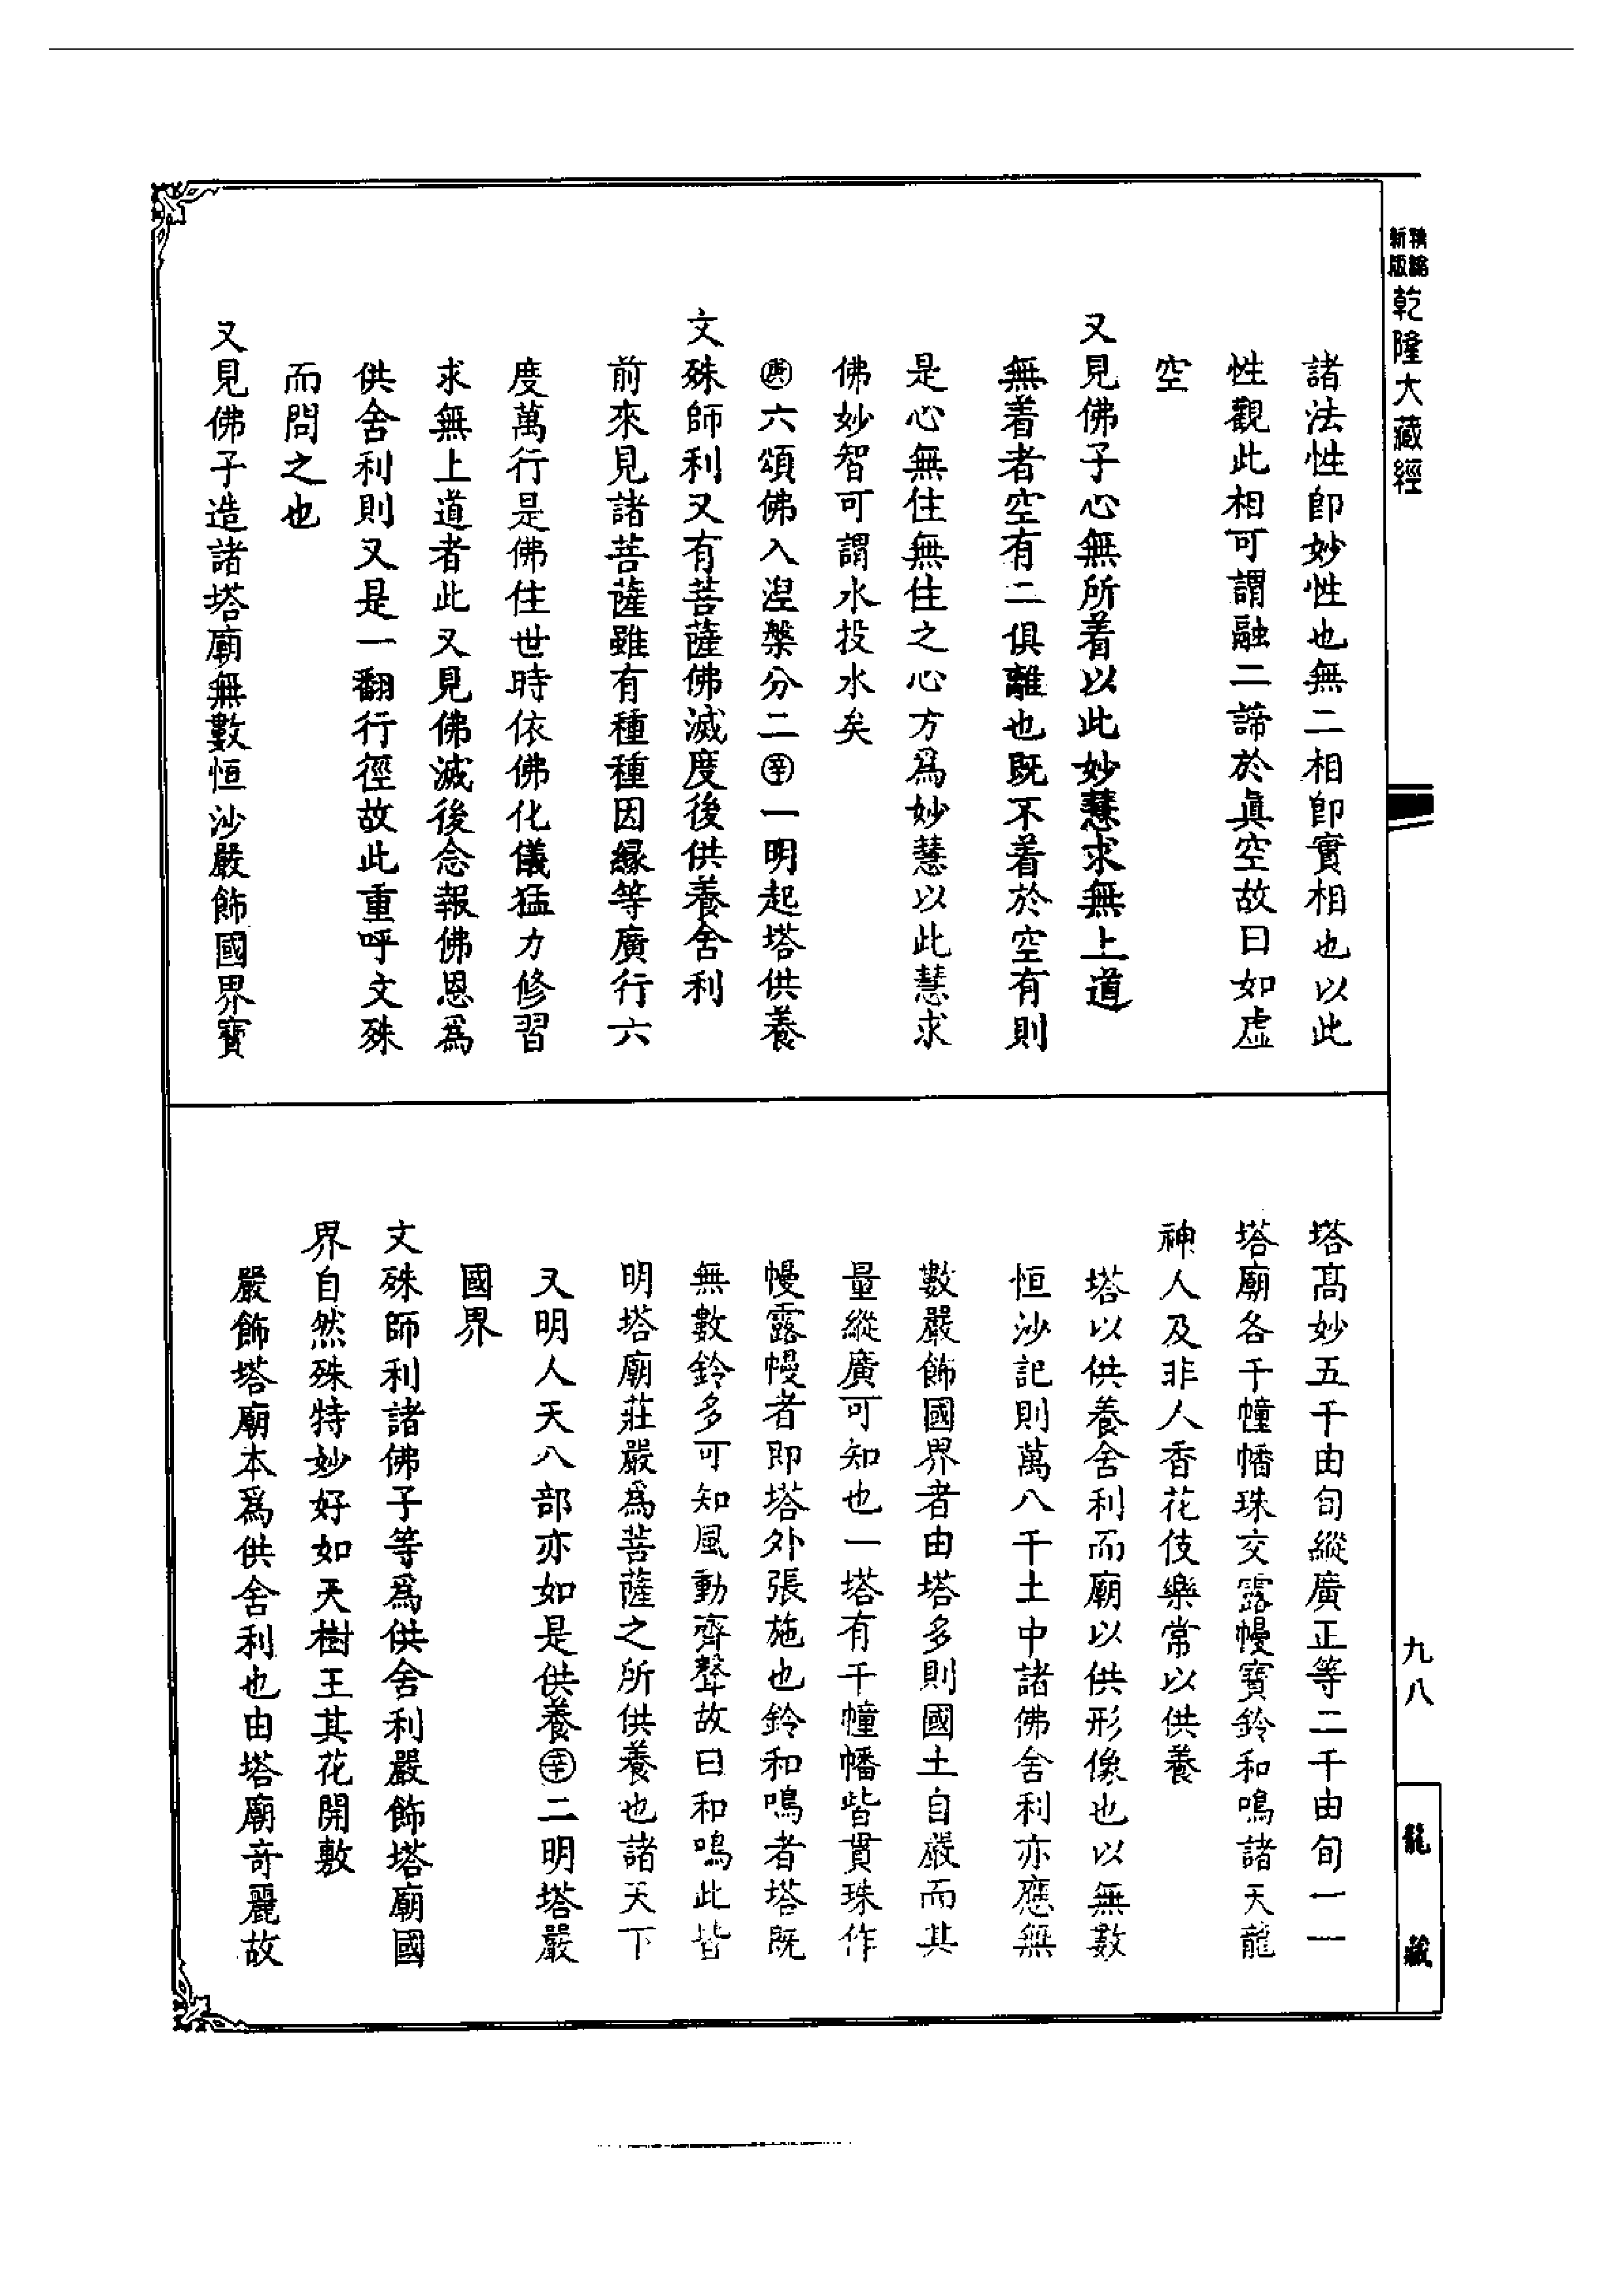 精縮
新版
乾隆大藏經
諸法性卽妙性也無二相卽實相也以此
性觀此相可謂融二諦於眞空故曰如虛
空
又見佛子心無所着以此妙慧求無上道
無着者空有二俱離也既不着於空有則
是心無住無住之心方爲妙慧以此慧求
佛妙智可謂水投水矣
六頌佛入涅槃分二㊛一明起塔供養
文殊師利又有菩薩佛滅度後供養舍利
前來見諸菩薩雖有種種因緣等廣行六
度萬行是佛住世時依佛化儀猛力修習
求無上道者此又見佛滅後念報佛恩爲
供舍利則又是一翻行徑故此重呼文殊
而問之也
又見佛子造諸塔廟無數恒沙嚴飾國界寶
塔高妙五千由旬縱廣正等二千由旬一一
塔廟各千幢幡珠交露幔寶鈴和鳴諸天龍
神人及非人香花伎樂常以供養
塔以供養舍利而廟以供形像也以無數
恒沙記則萬八千土中諸佛舍利亦應無
數嚴飾國界者由塔多則國土自嚴而其
量縱廣可知也一塔有千幢幡皆貫珠作
幔露幔者即塔外張施也鈴和鳴者塔既
無數鈴多可知風動齊聲故曰和鳴此皆
明塔廟莊嚴爲菩薩之所供養也諸天下
又明人天八部亦如是供養辛二明塔嚴
國界
文殊師利諸佛子等爲供舍利嚴飾塔廟國
界自然殊特妙好如天樹王其花開敷
嚴飾塔廟本爲供舍利也由塔廟奇麗故
九八
龍藏